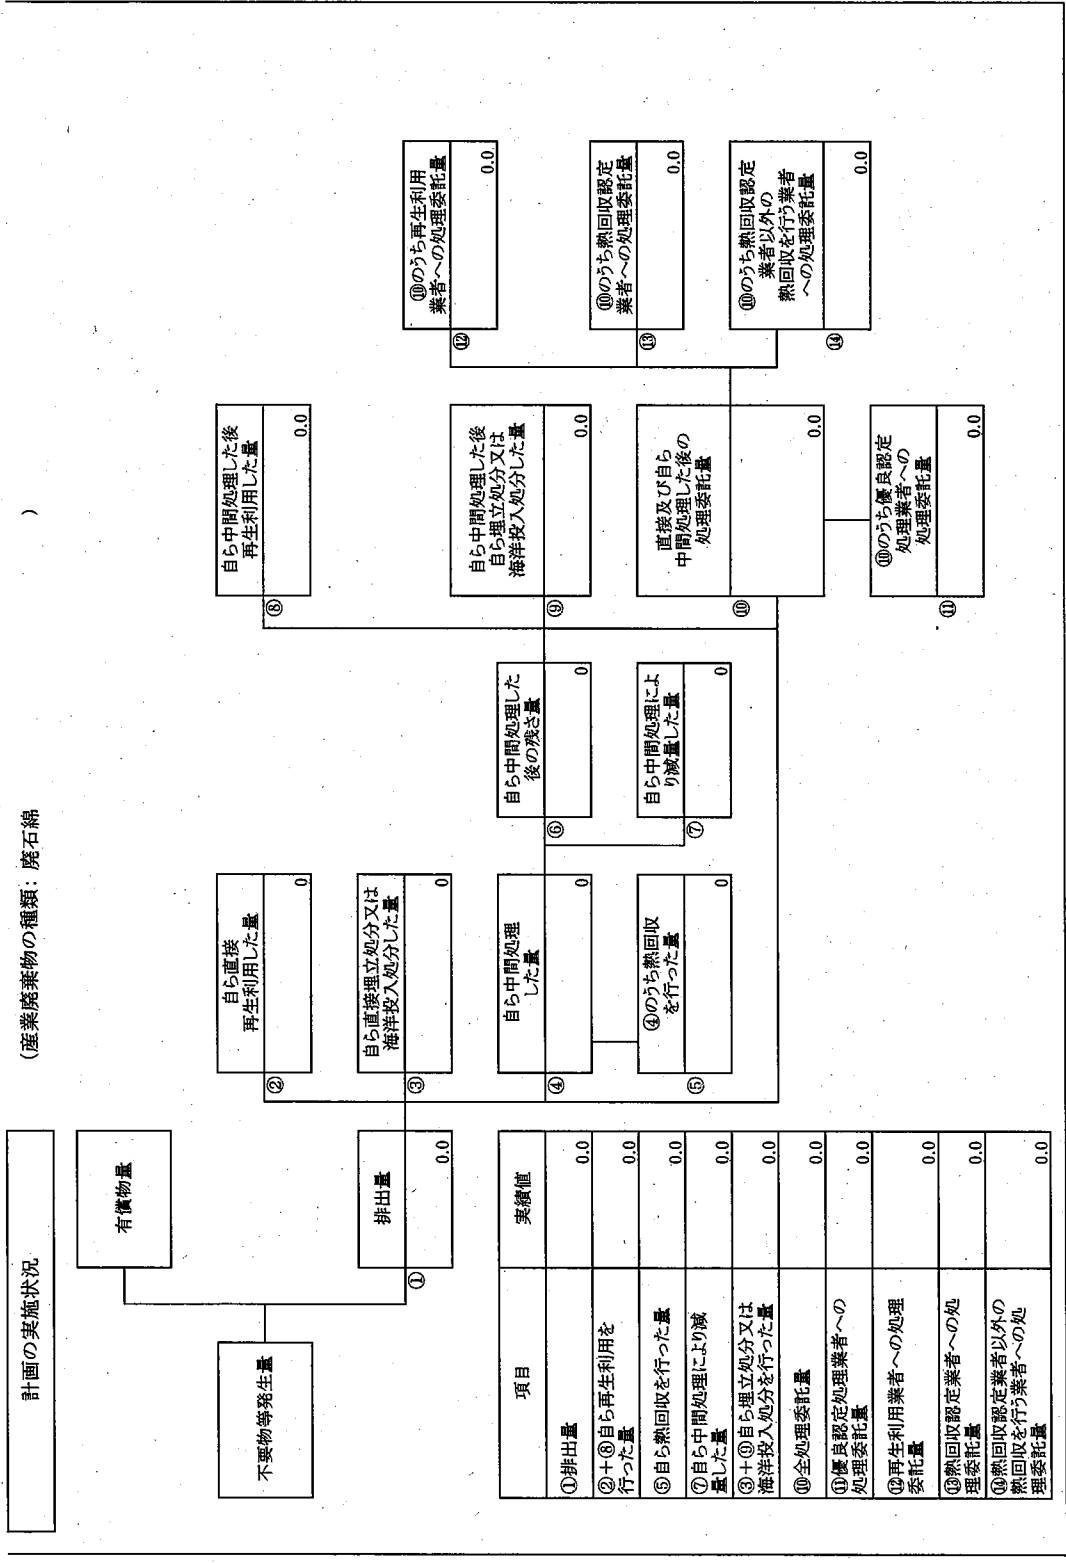 計画の実施状況
（産業廃棄物の種類：廃石綿
）
不要物等発生量
有償物量
①
排出量
0.0
②
自ら直接
再生利用した量
0
③
自ら直接埋立処分又は
海洋投入処分した量
0
④
自ら中間処理
した量
0
⑤
④のうち熱回収
を行った量
0
⑥
自ら中間処理した
後の残さ量
0
⑦
自ら中間処理によ
り減量した量
0
⑧
自ら中間処理した後
再生利用した量
0.0
⑨
自ら中間処理した後
自ら埋立処分又は
海洋投入処分した量
0.0
⑩
直接及び自ら
中間処理した後の
処理委託量
0.0
⑪
⑩のうち優良認定
処理業者への
処理委託量
0.0
⑫
⑩のうち再生利用
業者への処理委託量
0.0
⑬
⑩のうち熱回収認定
業者への処理委託量
0.0
⑭
⑩のうち熱回収認定
業者以外の
熱回収を行う業者
への処理委託量
0.0
項目 実績値
①排出量 0.0
②+⑧自ら再生利用を
行った量 0.0
⑤自ら熱回収を行った量 0.0
⑦自ら中間処理により減
量した量 0.0
③+⑨自ら埋立処分又は
海洋投入処分を行った量 0.0
⑩全処理委託量 0.0
⑪優良認定処理業者への
処理委託量 0.0
⑫再生利用業者への処理
委託量 0.0
⑬熱回収認定業者への処
理委託量 0.0
⑭熱回収認定業者以外の
熱回収を行う業者への処
理委託量 0.0